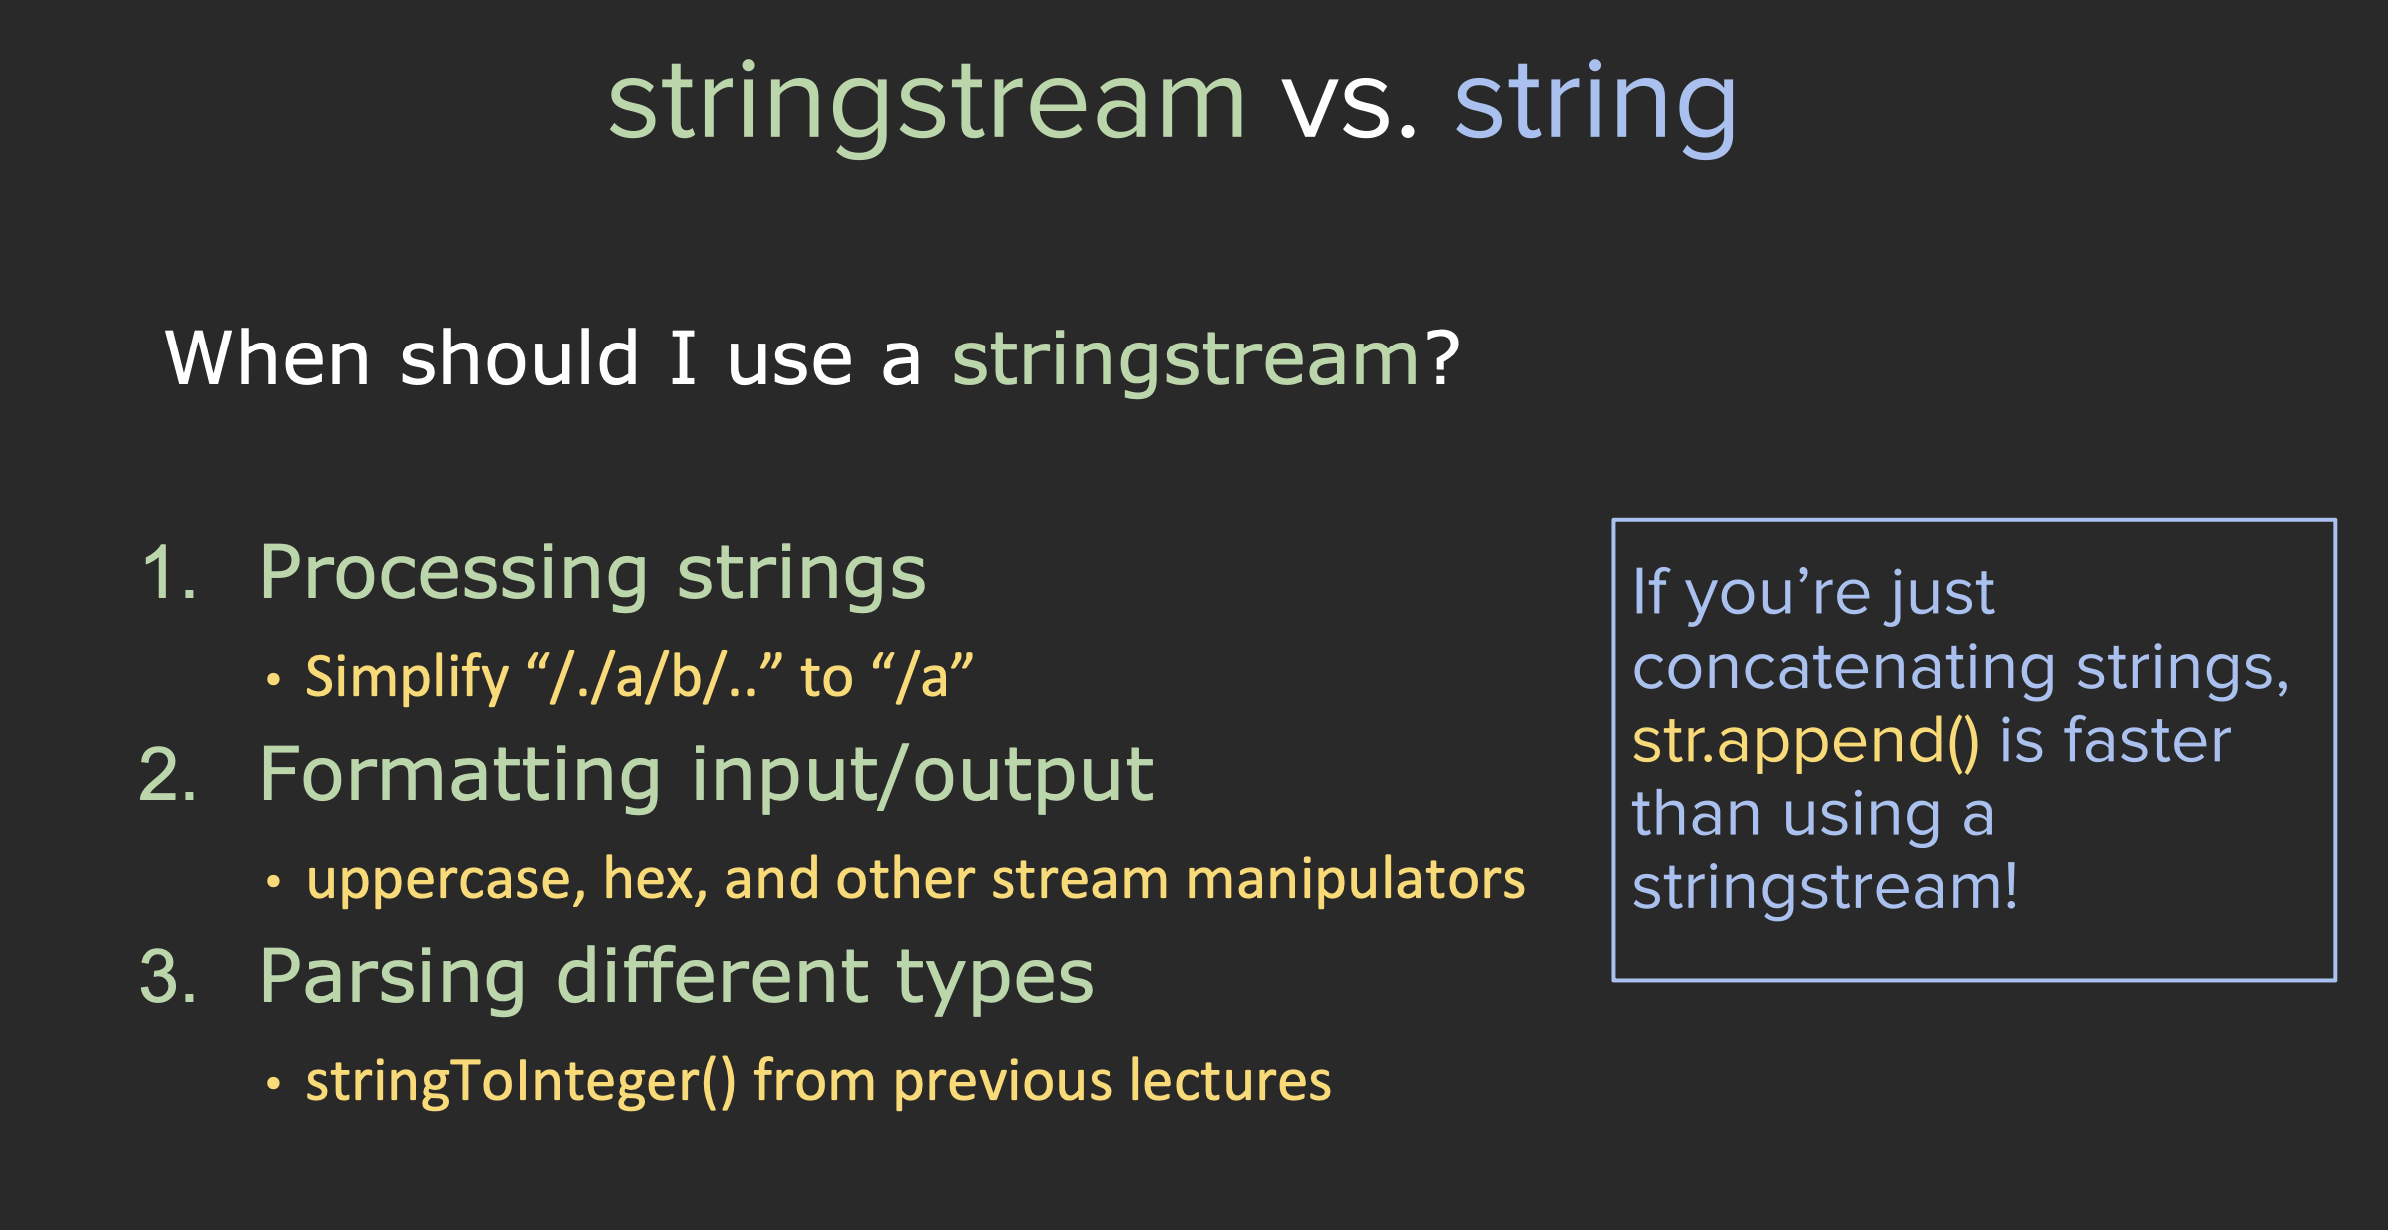 stringstream vs. string
When should I use a stringstream?
1. Processing strings
• Simplify “/./a/b/..” to “/a”
2. Formatting input/output
• uppercase, hex, and other stream manipulators
3. Parsing different types
• stringToInteger() from previous lectures
If you’re just
concatenating strings,
str.append() is faster
than using a
stringstream!